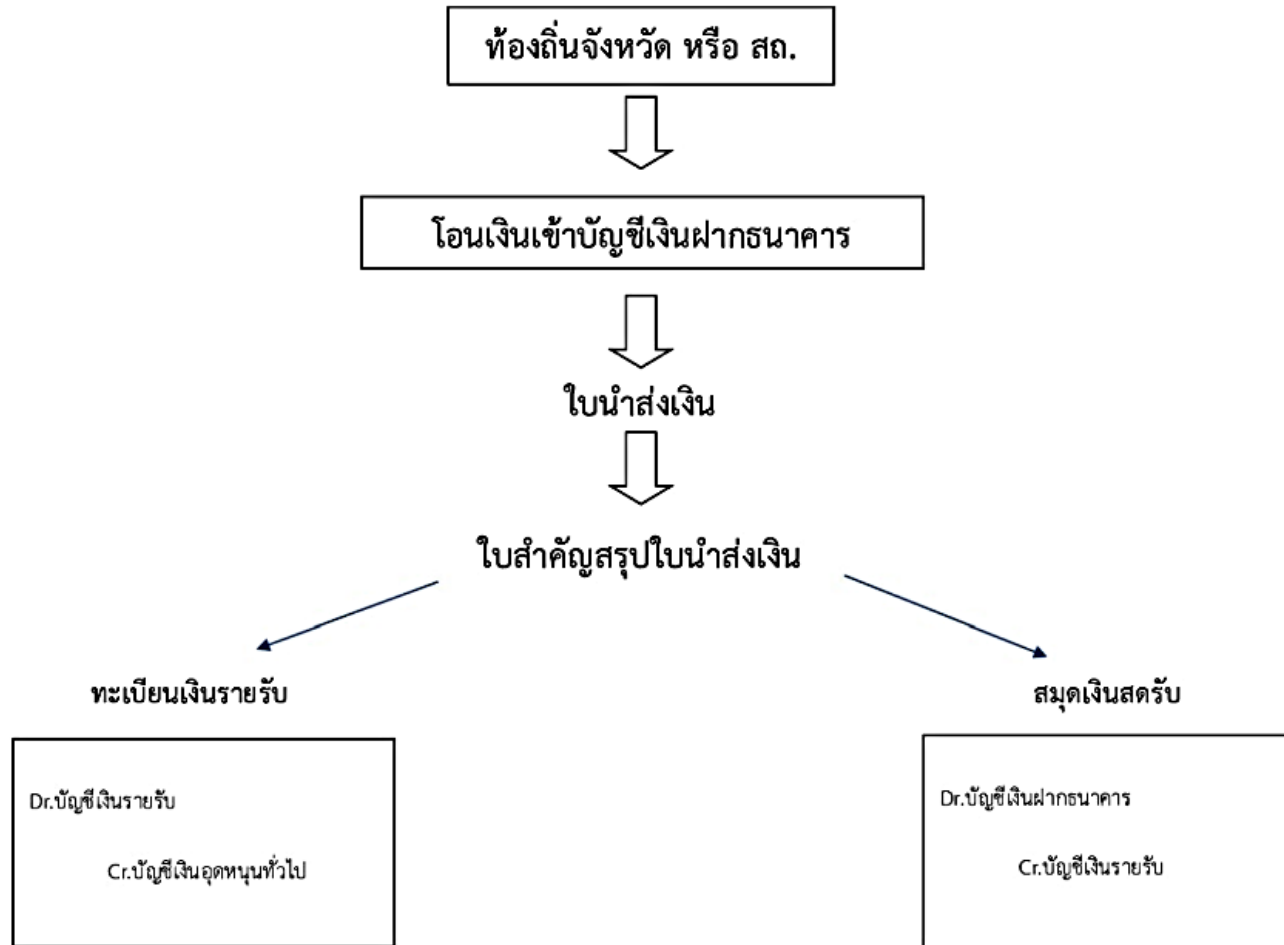 ท้องถิ่นจังหวัด หรือ สถ.
โอนเงินเข้าบัญชีเงินฝากธนาคาร
ใบนำส่งเงิน
ใบสำคัญสรุปใบนำส่งเงิน
ทะเบียนเงินรายรับ
Dr.บัญชีเงินรายรับ
Cr.บัญชีเงินอุดหนุนทั่วไป
สมุดเงินสดรับ
Dr.บัญชีเงินฝากธนาคาร
Cr.บัญชีเงินรายรับ